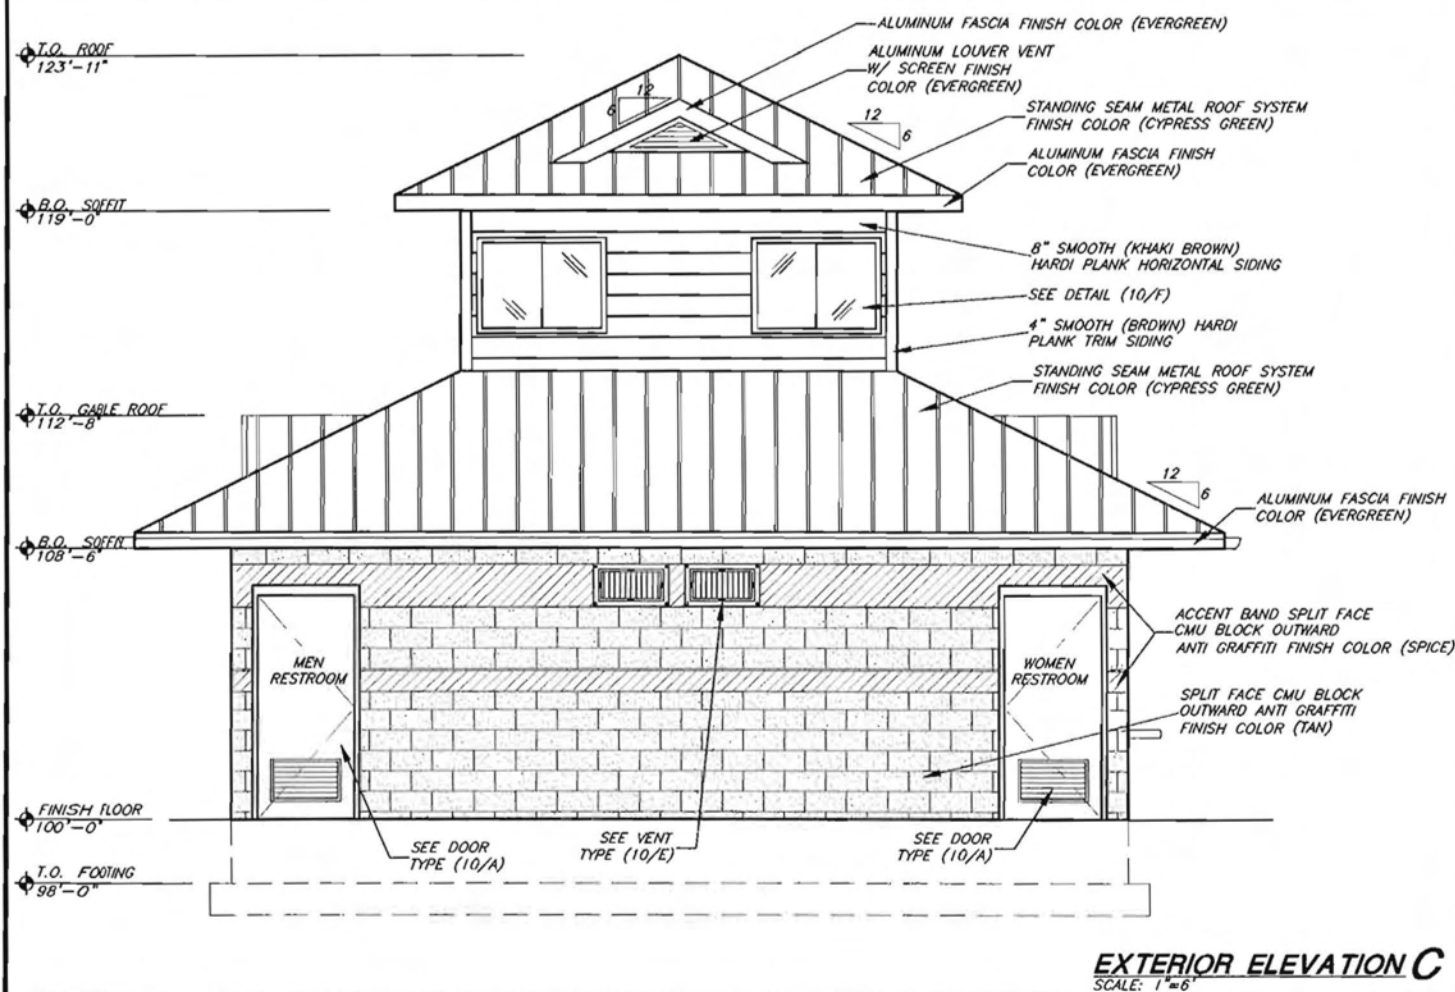 T.O. ROOF
123'-11"
B.O. SOFFIT
119'-0"
T.O. GABLE ROOF
112'-8"
B.O. SOFFIT
108'-6"
FINISH FLOOR
100'-0"
T.O. FOOTING
98'-0"
ALUMINUM FASCIA FINISH COLOR (EVERGREEN)
ALUMINUM LOUVER VENT
W/ SCREEN FINISH
COLOR (EVERGREEN)
12
6
12
6
STANDING SEAM METAL ROOF SYSTEM
FINISH COLOR (CYPRESS GREEN)
ALUMINUM FASCIA FINISH
COLOR (EVERGREEN)
8" SMOOTH (KHAKI BROWN)
HARDI PLANK HORIZONTAL SIDING
SEE DETAIL (10/F)
4" SMOOTH (BROWN) HARDI
PLANK TRIM SIDING
STANDING SEAM METAL ROOF SYSTEM
FINISH COLOR (CYPRESS GREEN)
12
6
ALUMINUM FASCIA FINISH
COLOR (EVERGREEN)
ACCENT BAND SPLIT FACE
CMU BLOCK OUTWARD
ANTI GRAFFITI FINISH COLOR (SPICE)
SPLIT FACE CMU BLOCK
OUTWARD ANTI GRAFFITI
FINISH COLOR (TAN)
MEN
RESTROOM
WOMEN
RESTROOM
SEE DOOR
TYPE (10/A)
SEE VENT
TYPE (10/E)
SEE DOOR
TYPE (10/A)
EXTERIOR ELEVATION C
SCALE: 1"=6'